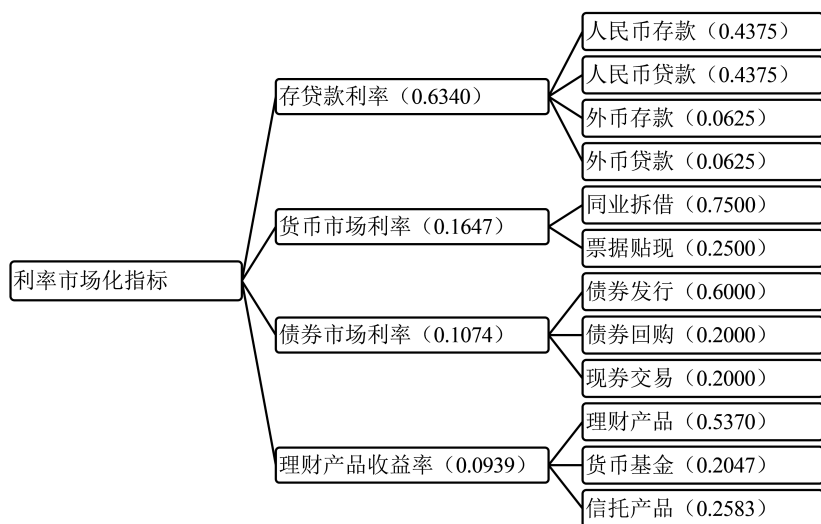 利率市场化指标
存贷款利率（0.6340）
人民币存款（0.4375）
人民币贷款（0.4375）
外币存款（0.0625）
外币贷款（0.0625）
货币市场利率（0.1647）
同业拆借（0.7500）
票据贴现（0.2500）
债券市场利率（0.1074）
债券发行（0.6000）
债券回购（0.2000）
现券交易（0.2000）
理财产品收益率（0.0939）
理财产品（0.5370）
货币基金（0.2047）
信托产品（0.2583）